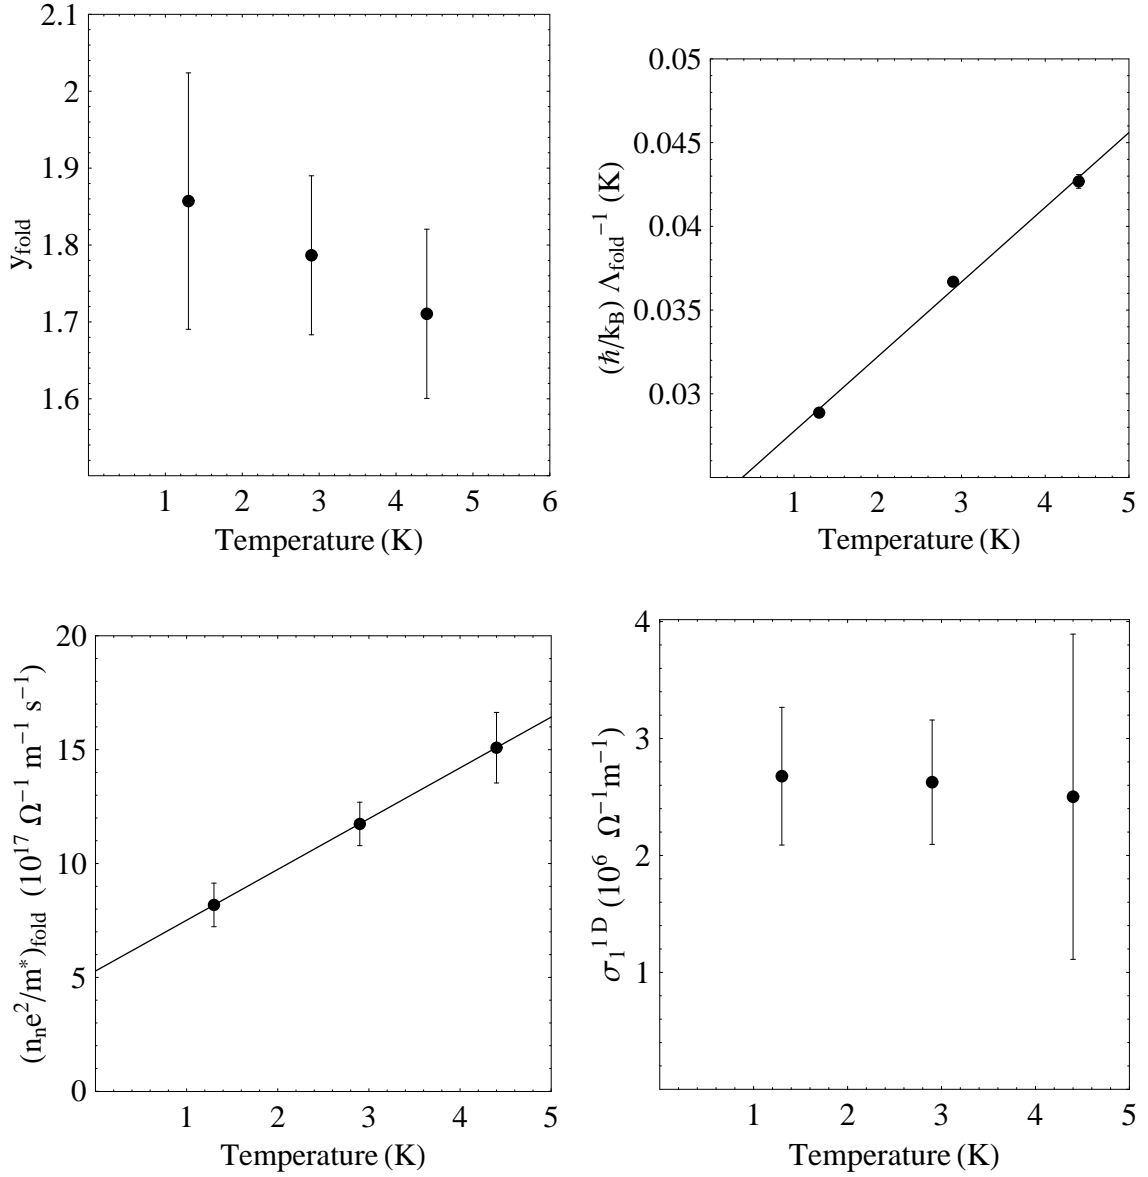 2.1
2
1.9
1.8
1.7
1.6
y_fold
1 2 3 4 5 6
Temperature (K)
0.05
0.045
0.04
0.035
0.03
(ℏ/k_B) Λ_fold^−1 (K)
1 2 3 4 5
Temperature (K)
20
15
10
5
0
(n_n e^2/m^*)_fold (10^17 Ω^−1 m^−1 s^−1)
1 2 3 4 5
Temperature (K)
4
3
2
1
σ_1^1D (10^6 Ω^−1 m^−1)
1 2 3 4 5
Temperature (K)